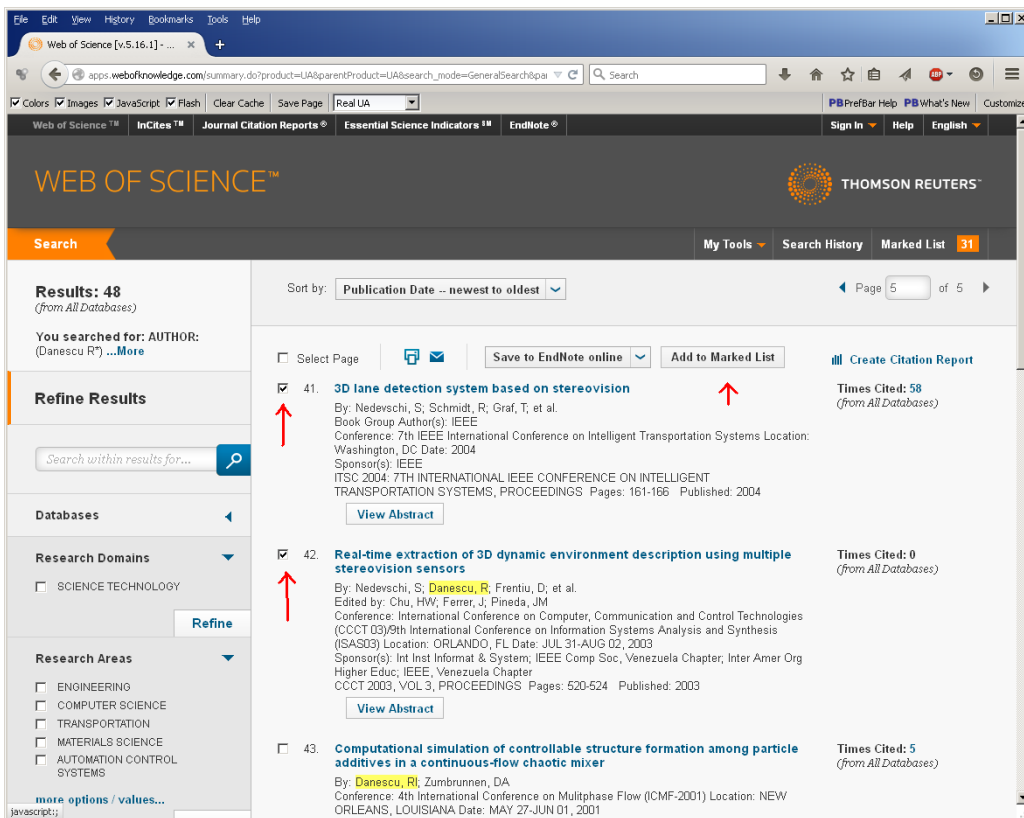 File Edit View History Bookmarks Tools Help
Web of Science [v.5.16.1] - ... × +
apps.webofknowledge.com/summary.do?product=UA&parentProduct=UA&search_mode=GeneralSearch&pai Search
Colors Images JavaScript Flash Clear Cache Save Page Real UA PBPrefBar Help PBWhat's New Customize
Web of Science ™ InCites ™ Journal Citation Reports ® Essential Science Indicators ℠ EndNote ® Sign In Help English
WEB OF SCIENCE™ THOMSON REUTERS™
Search My Tools Search History Marked List 31
Results: 48
(from All Databases)
You searched for: AUTHOR:
(Danescu R*) ...More
Sort by: Publication Date -- newest to oldest Page 5 of 5
Select Page Save to EndNote online Add to Marked List Create Citation Report
Refine Results
Search within results for...
Databases
Research Domains
SCIENCE TECHNOLOGY
Refine
Research Areas
ENGINEERING
COMPUTER SCIENCE
TRANSPORTATION
MATERIALS SCIENCE
AUTOMATION CONTROL
SYSTEMS
more options / values...
javascript:;
41. 3D lane detection system based on stereovision Times Cited: 58
(from All Databases)
By: Nedevschi, S; Schmidt, R; Graf, T; et al.
Book Group Author(s): IEEE
Conference: 7th IEEE International Conference on Intelligent Transportation Systems Location:
Washington, DC Date: 2004
Sponsor(s): IEEE
ITSC 2004: 7TH INTERNATIONAL IEEE CONFERENCE ON INTELLIGENT
TRANSPORTATION SYSTEMS, PROCEEDINGS Pages: 161-166 Published: 2004
View Abstract
42. Real-time extraction of 3D dynamic environment description using multiple Times Cited: 0
stereovision sensors (from All Databases)
By: Nedevschi, S; Danescu, R; Frentiu, D; et al.
Edited by: Chu, HW; Ferrer, J; Pineda, JM
Conference: International Conference on Computer, Communication and Control Technologies
(CCCT 03)/9th International Conference on Information Systems Analysis and Synthesis
(ISAS03) Location: ORLANDO, FL Date: JUL 31-AUG 02, 2003
Sponsor(s): Int Inst Informat & System; IEEE Comp Soc, Venezuela Chapter; Inter Amer Org
Higher Educ; IEEE, Venezuela Chapter
CCCT 2003, VOL 3, PROCEEDINGS Pages: 520-524 Published: 2003
View Abstract
43. Computational simulation of controllable structure formation among particle Times Cited: 5
additives in a continuous-flow chaotic mixer (from All Databases)
By: Danescu, RI; Zumbrunnen, DA
Conference: 4th International Conference on Mulitphase Flow (ICMF-2001) Location: NEW
ORLEANS, LOUISIANA Date: MAY 27-JUN 01, 2001